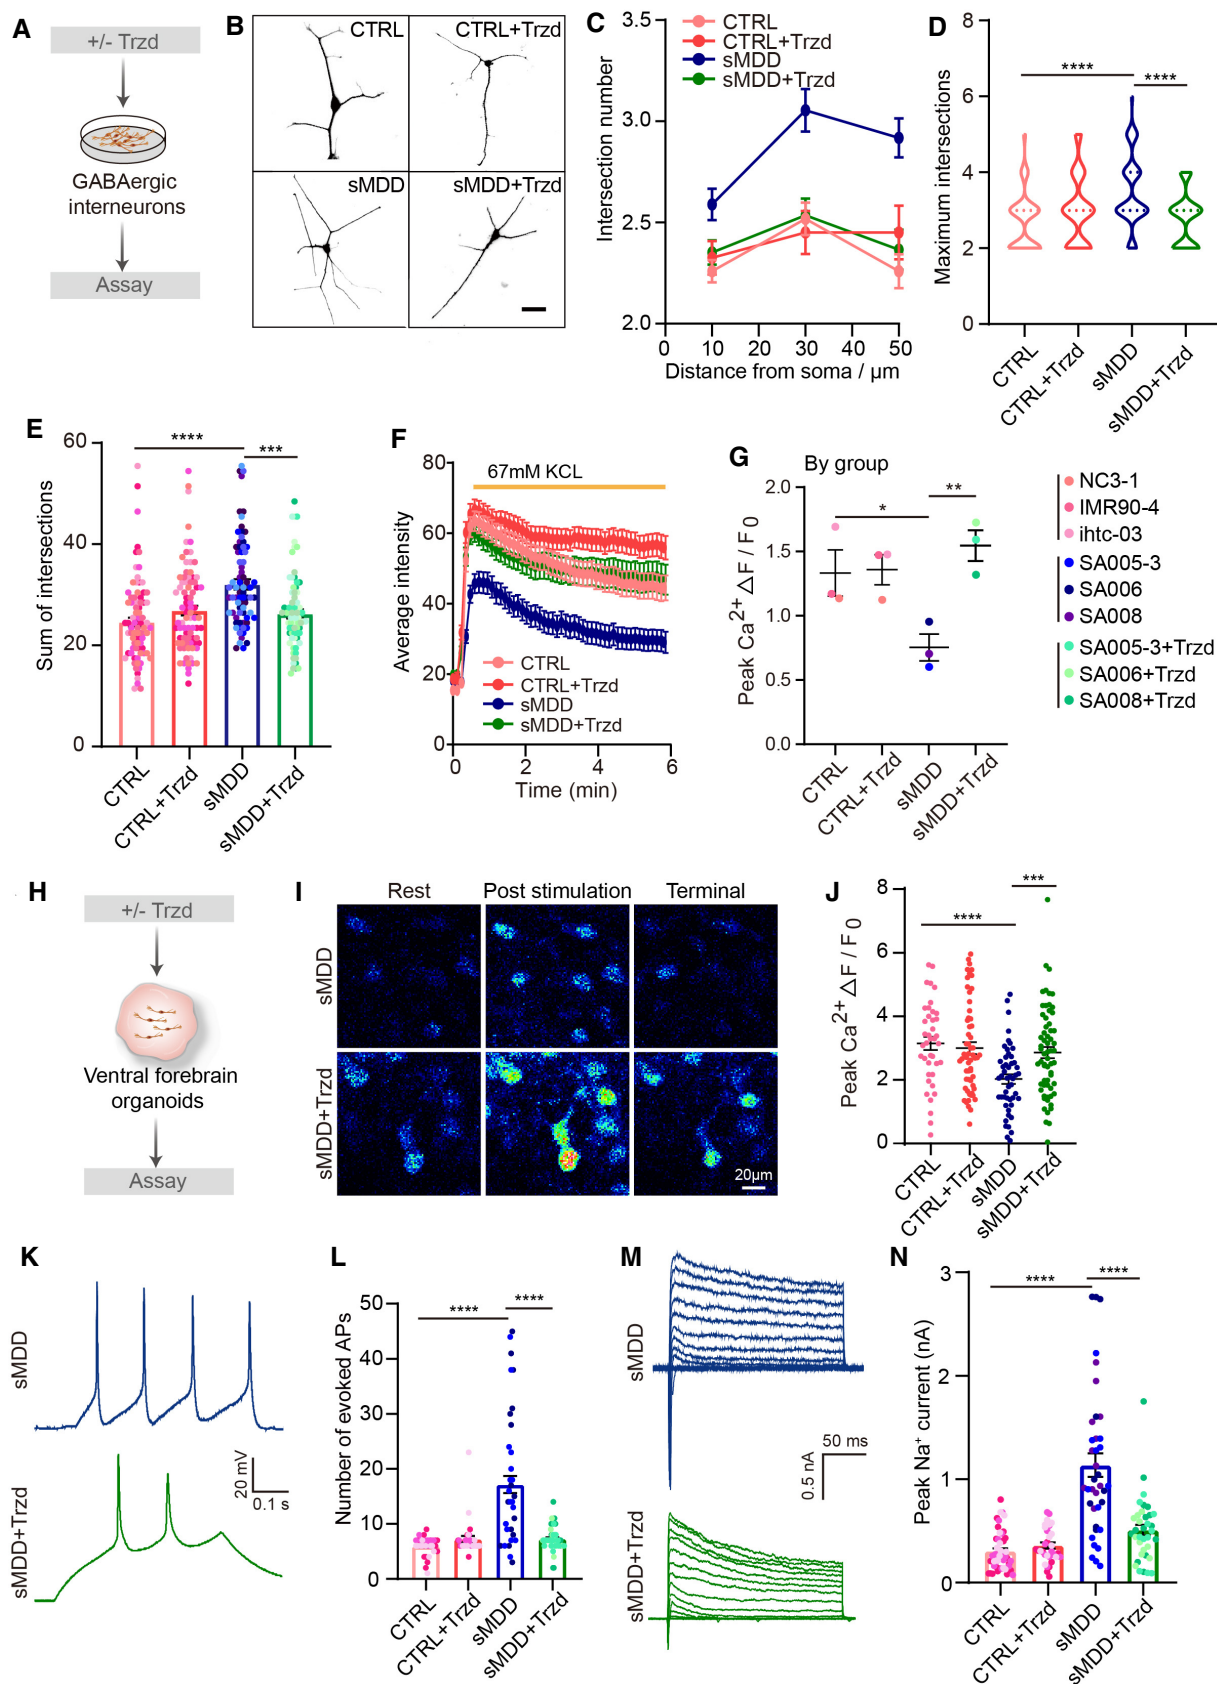 A
+/- Trzd
GABAergic
interneurons
Assay
B
CTRL
CTRL+Trzd
sMDD
sMDD+Trzd
C
CTRL
CTRL+Trzd
sMDD
sMDD+Trzd
Intersection number
3.5
3.0
2.5
2.0
0
10
20
30
40
50
Distance from soma / µm
D
Maximum intersections
8
6
4
2
0
****
****
CTRL
CTRL+Trzd
sMDD
sMDD+Trzd
E
Sum of intersections
60
40
20
0
****
***
CTRL
CTRL+Trzd
sMDD
sMDD+Trzd
F
Average intensity
80
60
40
20
0
67mM KCL
CTRL
CTRL+Trzd
sMDD
sMDD+Trzd
0
2
4
6
Time (min)
G
By group
Peak Ca2+ △F / F0
2.0
1.5
1.0
0.5
0.0
*
**
CTRL
CTRL+Trzd
sMDD
sMDD+Trzd
NC3-1
IMR90-4
ihtc-03
SA005-3
SA006
SA008
SA005-3+Trzd
SA006+Trzd
SA008+Trzd
H
+/- Trzd
Ventral forebrain
organoids
Assay
I
Rest
Post stimulation
Terminal
sMDD
sMDD+Trzd
20µm
J
Peak Ca2+ △F / F0
8
6
4
2
0
****
***
CTRL
CTRL+Trzd
sMDD
sMDD+Trzd
K
sMDD
sMDD+Trzd
20 mV
0.1 s
L
Number of evoked APs
50
40
30
20
10
0
****
****
CTRL
CTRL+Trzd
sMDD
sMDD+Trzd
M
sMDD
sMDD+Trzd
50 ms
0.5 nA
N
Peak Na+ current (nA)
3
2
1
0
****
****
CTRL
CTRL+Trzd
sMDD
sMDD+Trzd